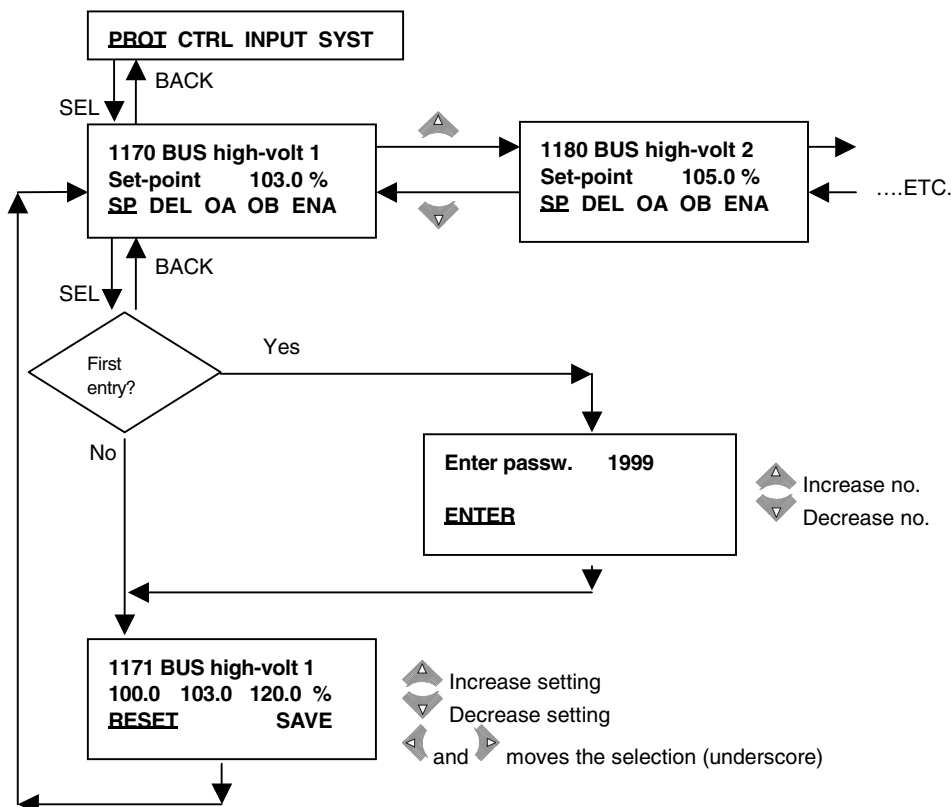 PROT CTRL INPUT SYST
BACK
SEL
1170 BUS high-volt 1
Set-point 103.0 %
SP DEL OA OB ENA
1180 BUS high-volt 2
Set-point 105.0 %
SP DEL OA OB ENA
....ETC.
BACK
SEL
First
entry?
Yes
No
Enter passw. 1999
ENTER
Increase no.
Decrease no.
1171 BUS high-volt 1
100.0 103.0 120.0 %
RESET SAVE
Increase setting
Decrease setting
and moves the selection (underscore)